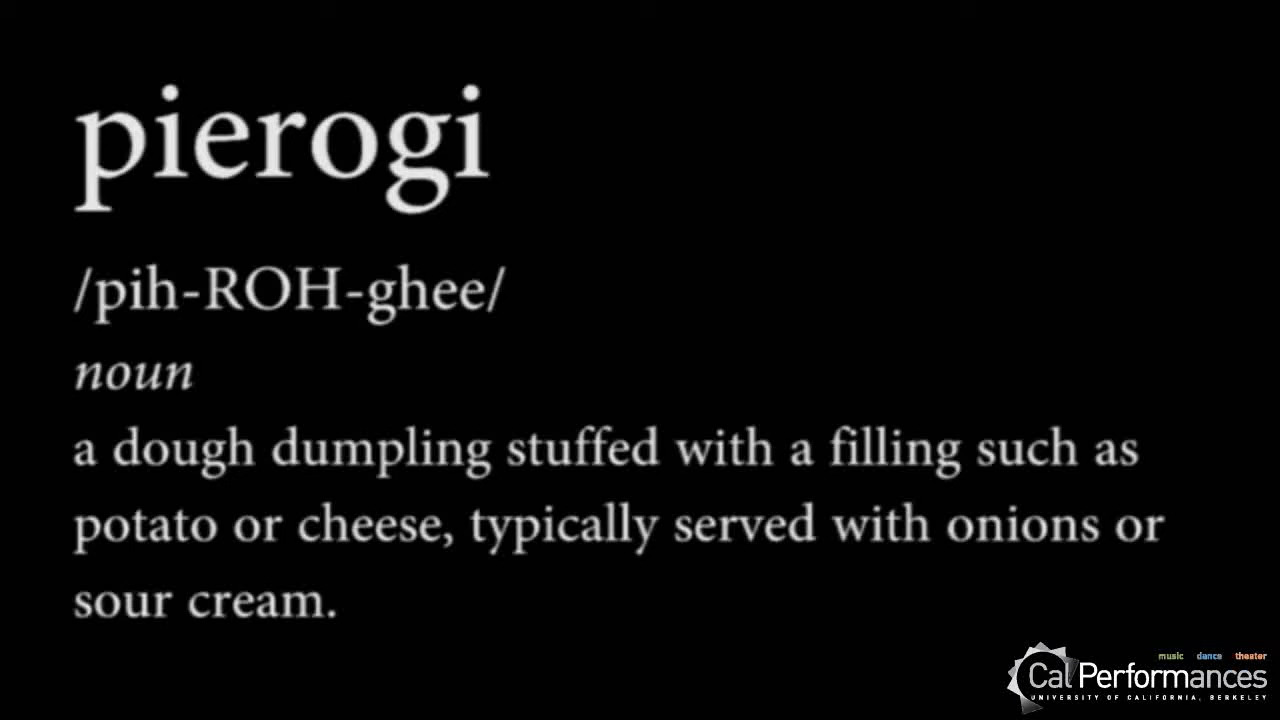 pierogi
/pih-ROH-ghee/
noun
a dough dumpling stuffed with a filling such as
potato or cheese, typically served with onions or
sour cream.
music dance theater
Cal Performances
UNIVERSITY OF CALIFORNIA, BERKELEY